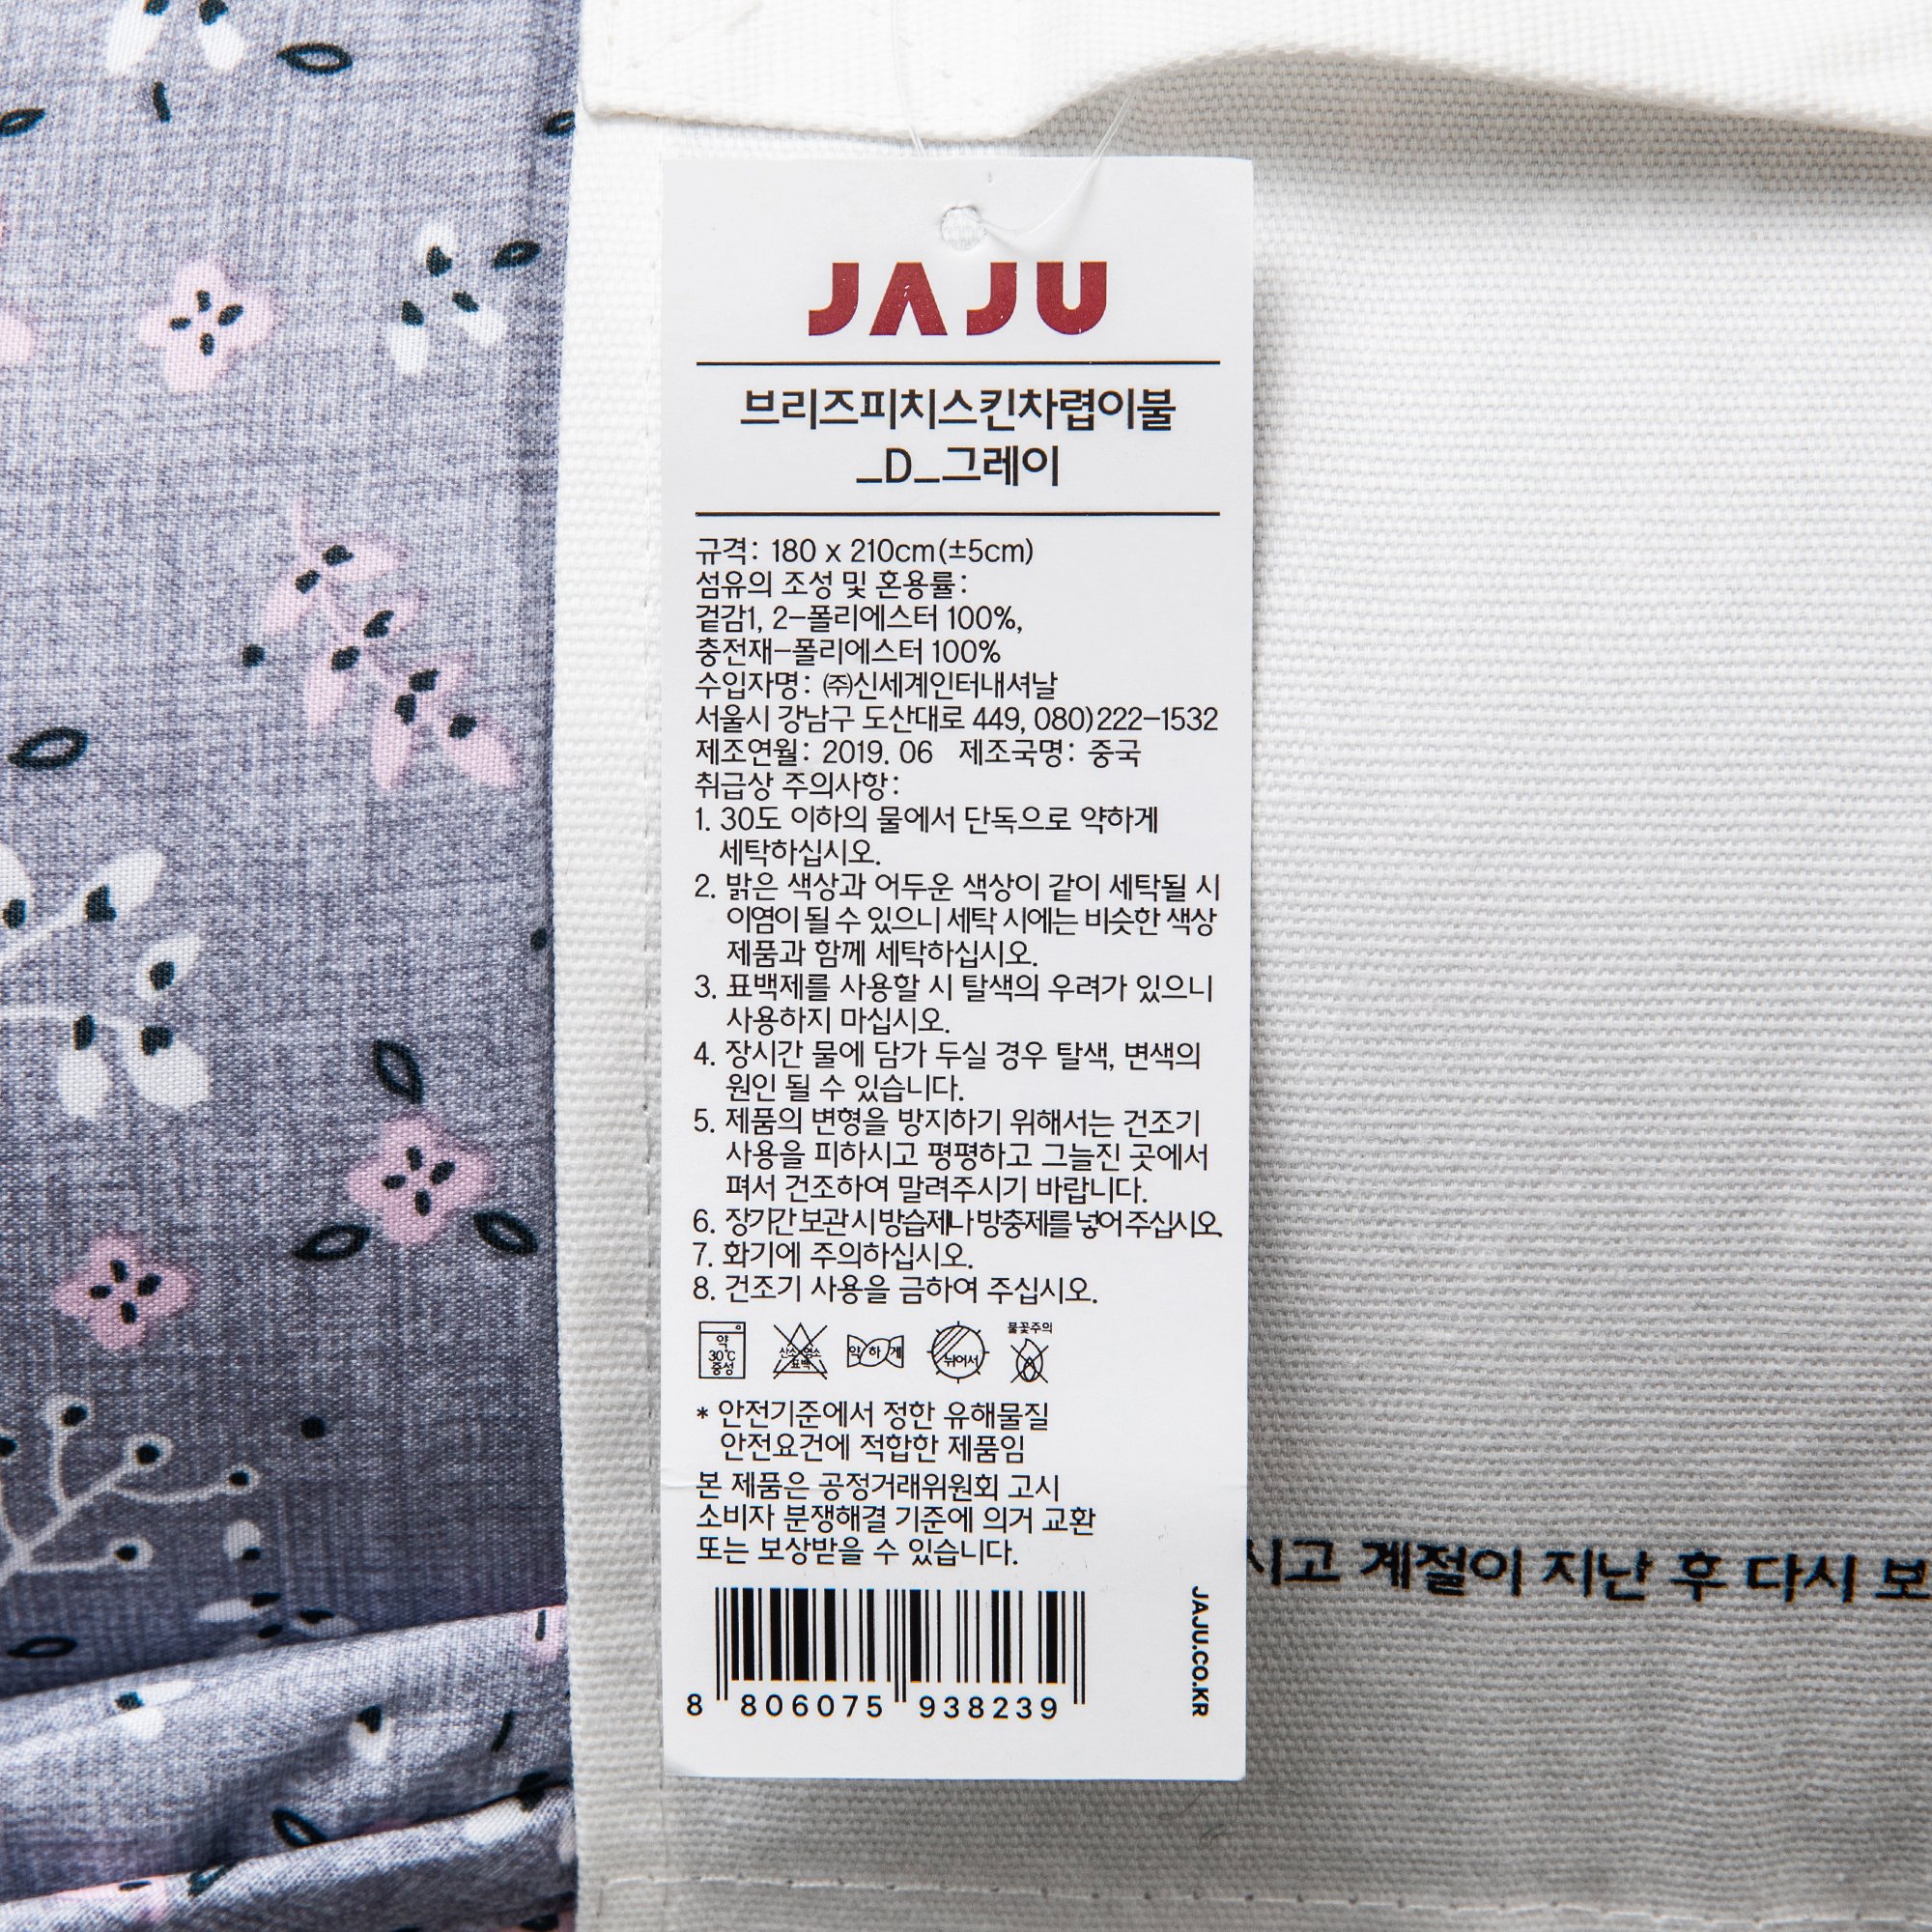 JAJU
브리즈피치스킨차렵이불
_D_그레이
규격: 180 x 210cm(±5cm)
섬유의 조성 및 혼용률:
겉감1, 2-폴리에스터 100%,
충전재-폴리에스터 100%
수입자명: ㈜신세계인터내셔날
서울시 강남구 도산대로 449, 080)222-1532
제조연월: 2019. 06 제조국명: 중국
취급상 주의사항:
1. 30도 이하의 물에서 단독으로 약하게
세탁하십시오.
2. 밝은 색상과 어두운 색상이 같이 세탁될 시
이염이 될 수 있으니 세탁 시에는 비슷한 색상
제품과 함께 세탁하십시오.
3. 표백제를 사용할 시 탈색의 우려가 있으니
사용하지 마십시오.
4. 장시간 물에 담가 두실 경우 탈색, 변색의
원인 될 수 있습니다.
5. 제품의 변형을 방지하기 위해서는 건조기
사용을 피하시고 평평하고 그늘진 곳에서
펴서 건조하여 말려주시기 바랍니다.
6. 장기간 보관 시 방습제나 방충제를 넣어 주십시오.
7. 화기에 주의하십시오.
8. 건조기 사용을 금하여 주십시오.
약
30℃
중성
산소 염소
표백
약 하 게
뉘어서
불꽃주의
* 안전기준에서 정한 유해물질
안전요건에 적합한 제품임
본 제품은 공정거래위원회 고시
소비자 분쟁해결 기준에 의거 교환
또는 보상받을 수 있습니다.
8 806075 938239
JAJU.CO.KR
시고 계절이 지난 후 다시 보